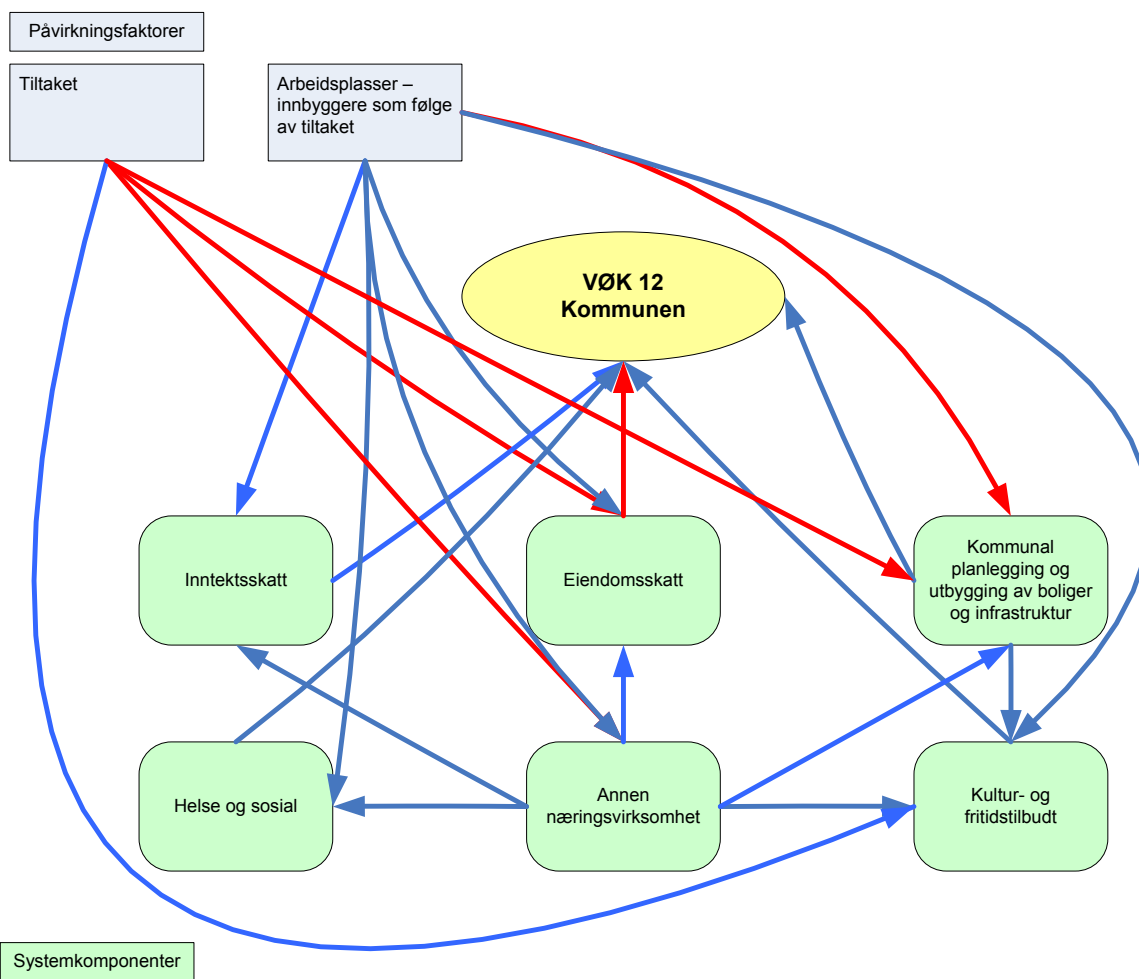 Påvirkningsfaktorer
Tiltaket
Arbeidsplasser –
innbyggere som følge
av tiltaket
VØK 12
Kommunen
Inntektsskatt
Eiendomsskatt
Kommunal
planlegging og
utbygging av boliger
og infrastruktur
Helse og sosial
Annen
næringsvirksomhet
Kultur- og
fritidstilbudt
Systemkomponenter